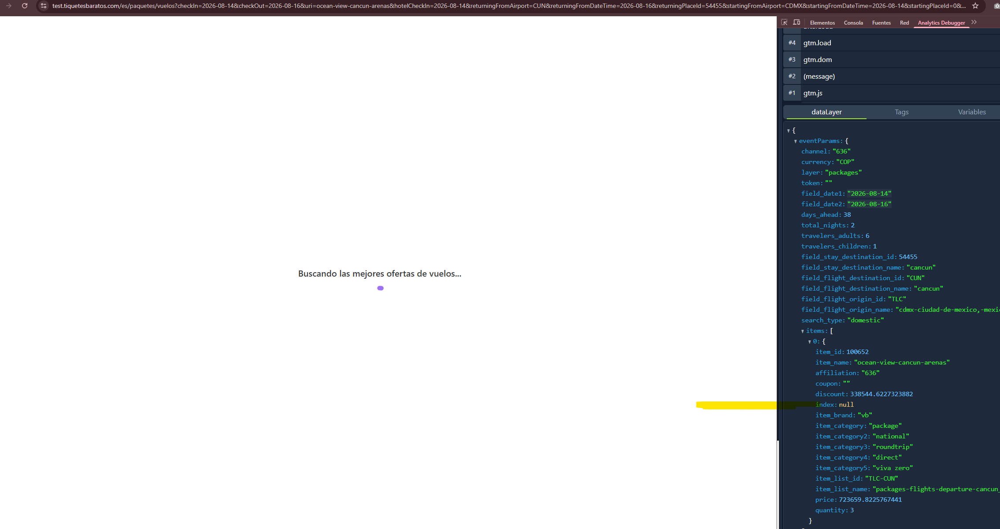 test.tiquetesbaratos.com/es/paquetes/vuelos?checkIn=2026-08-14&checkOut=2026-08-16&uri=ocean-view-cancun-arenas&hotelCheckIn=2026-08-14&returningFromAirport=CUN&returningFromDateTime=2026-08-16&returningPlaceId=54455&startingFromAirport=CDMX&startingFromDateTime=2026-08-14&startingPlaceId=0&...
Elementos Consola Fuentes Red Analytics Debugger
#4 gtm.load
#3 gtm.dom
#2 (message)
#1 gtm.js
dataLayer Tags Variables
{
eventParams: {
channel: "636"
currency: "COP"
layer: "packages"
token: ""
field_date1: "2026-08-14"
field_date2: "2026-08-16"
days_ahead: 38
total_nights: 2
travelers_adults: 6
travelers_children: 1
field_stay_destination_id: 54455
field_stay_destination_name: "cancun"
Buscando las mejores ofertas de vuelos...
field_flight_destination_id: "CUN"
field_flight_destination_name: "cancun"
field_flight_origin_id: "TLC"
field_flight_origin_name: "cdmx-ciudad-de-mexico,-mexi
search_type: "domestic"
items: [
0: {
item_id: 100652
item_name: "ocean-view-cancun-arenas"
affiliation: "636"
coupon: ""
discount: 338544.6227323882
index: null
item_brand: "vb"
item_category: "package"
item_category2: "national"
item_category3: "roundtrip"
item_category4: "direct"
item_category5: "viva zero"
item_list_id: "TLC-CUN"
item_list_name: "packages-flights-departure-cancun_
price: 723659.8225767441
quantity: 3
}